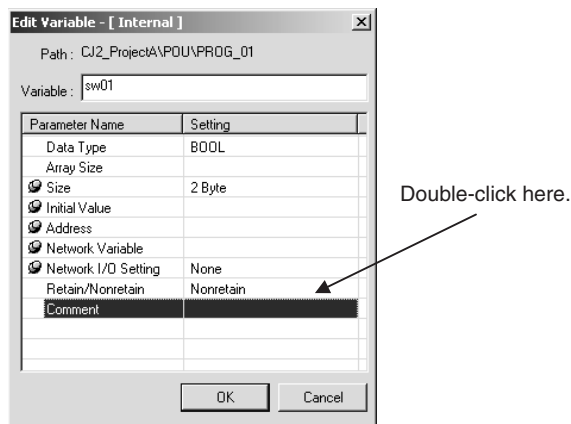 Edit Variable - [ Internal ]
Path : CJ2_ProjectA\POU\PROG_01
Variable : sw01
Parameter Name Setting
Data Type BOOL
Array Size
Size 2 Byte
Initial Value
Address
Network Variable
Network I/O Setting None
Retain/Nonretain Nonretain
Comment
Double-click here.
OK Cancel